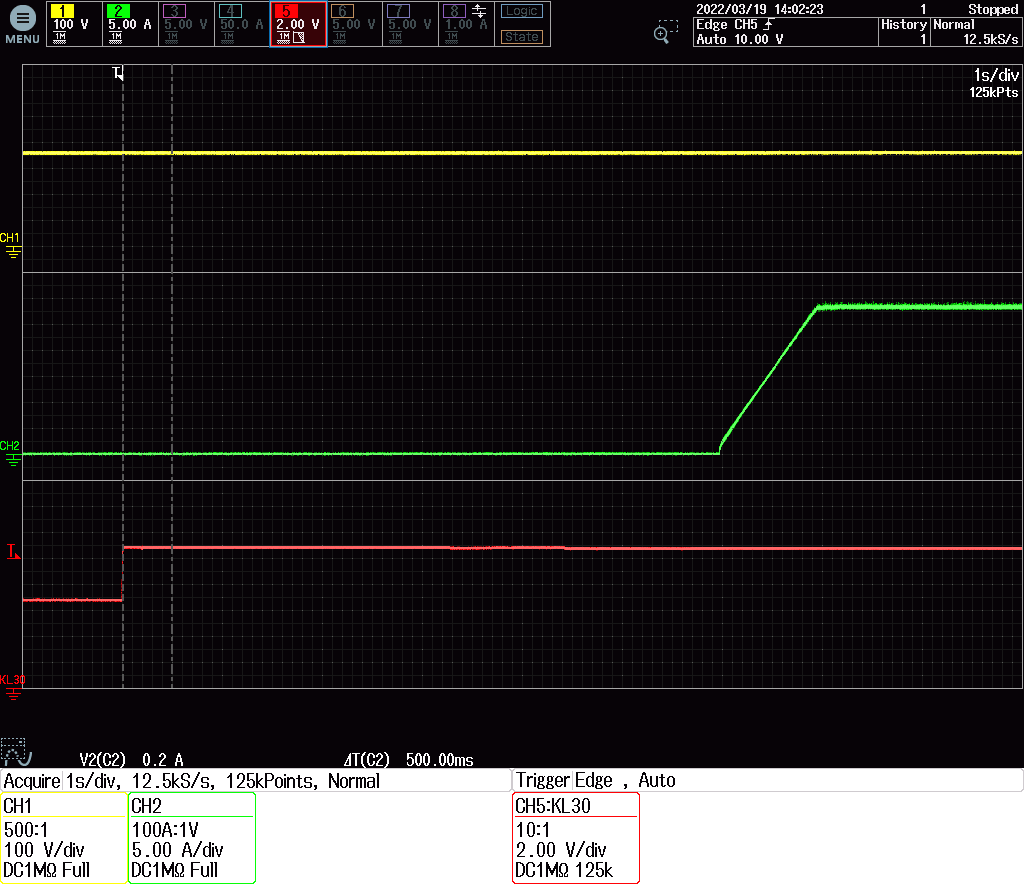 MENU
1 100 V 1M
2 5.00 A 1M
3 5.00 V 1M
4 50.0 A 1M
5 2.00 V 1M
6 5.00 V 1M
7 5.00 V 1M
8 1.00 A 1M
Logic
State
2022/03/19 14:02:23 1 Stopped
Edge CH5
Auto 10.00 V
History 1
Normal 12.5kS/s
T
1s/div
125kPts
CH1
CH2
T
KL30
V2(C2) 0.2 A ΔT(C2) 500.00ms
Acquire 1s/div, 12.5kS/s, 125kPoints, Normal
Trigger Edge , Auto
CH1
500:1
100 V/div
DC1MΩ Full
CH2
100A:1V
5.00 A/div
DC1MΩ Full
CH5:KL30
10:1
2.00 V/div
DC1MΩ 125k